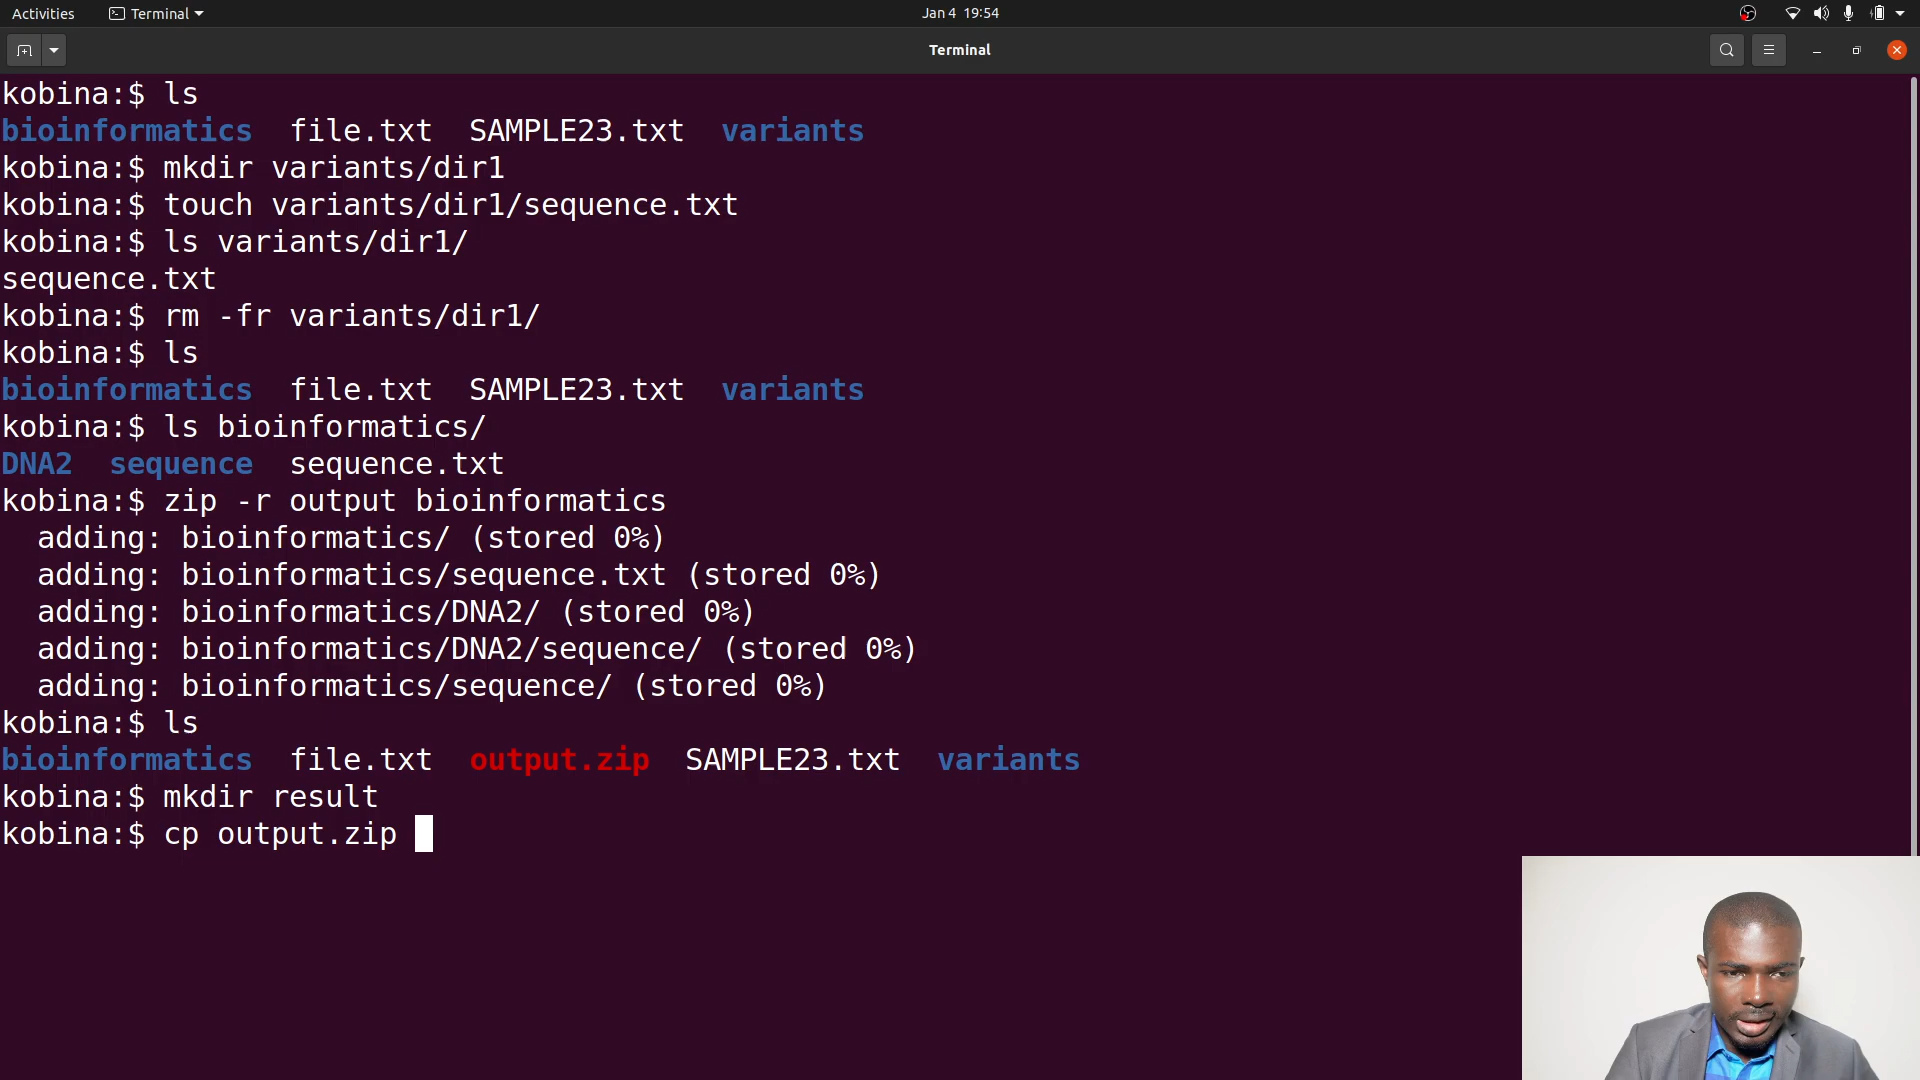 Activities Terminal Jan 4 19:54
Terminal
kobina:$ ls
bioinformatics file.txt SAMPLE23.txt variants
kobina:$ mkdir variants/dir1
kobina:$ touch variants/dir1/sequence.txt
kobina:$ ls variants/dir1/
sequence.txt
kobina:$ rm -fr variants/dir1/
kobina:$ ls
bioinformatics file.txt SAMPLE23.txt variants
kobina:$ ls bioinformatics/
DNA2 sequence sequence.txt
kobina:$ zip -r output bioinformatics
adding: bioinformatics/ (stored 0%)
adding: bioinformatics/sequence.txt (stored 0%)
adding: bioinformatics/DNA2/ (stored 0%)
adding: bioinformatics/DNA2/sequence/ (stored 0%)
adding: bioinformatics/sequence/ (stored 0%)
kobina:$ ls
bioinformatics file.txt output.zip SAMPLE23.txt variants
kobina:$ mkdir result
kobina:$ cp output.zip